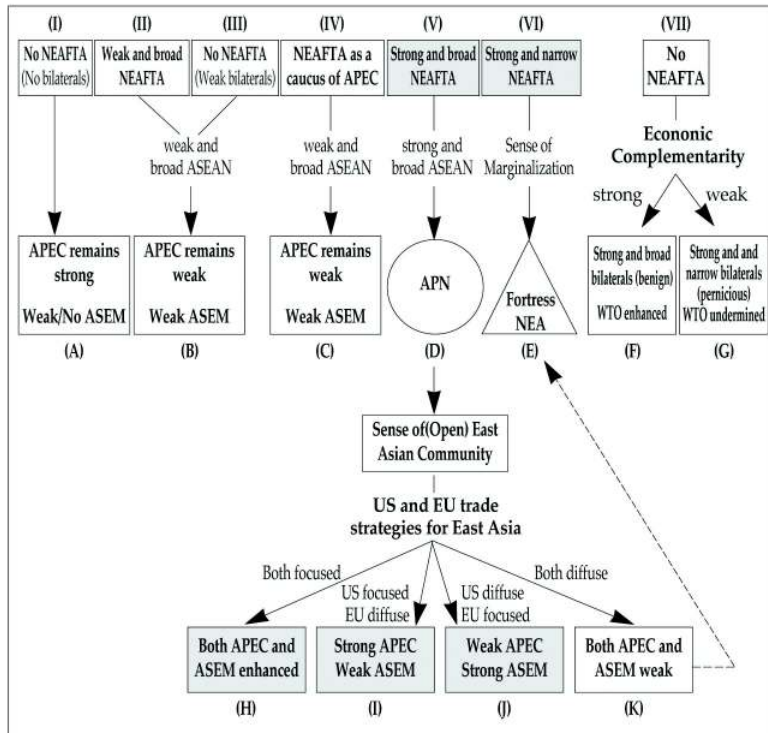 (I)
(II)
(III)
(IV)
(V)
(VI)
(VII)
No NEAFTA
(No bilaterals)
Weak and broad
NEAFTA
No NEAFTA
(Weak bilaterals)
NEAFTA as a
caucus of APEC
Strong and broad
NEAFTA
Strong and narrow
NEAFTA
No
NEAFTA
weak and
broad ASEAN
weak and
broad ASEAN
strong and
broad ASEAN
Sense of
Marginalization
Econonic
Complementarity
strong
weak
APEC remains
strong
Weak/No ASEM
APEC remains
weak
Weak ASEM
APEC remains
weak
Weak ASEM
APN
Fortress
NEA
Strong and broad
bilaterals (benign)
WTO enhanced
Strong and and
narrow bilaterals
(pernicious)
WTO undermined
(A)
(B)
(C)
(D)
(E)
(F)
(G)
Sense of(Open) East
Asian Community
US and EU trade
strategies for East Asia
Both focused
US focused
EU diffuse
US diffuse
EU focused
Both diffuse
Both APEC and
ASEM enhanced
Strong APEC
Weak ASEM
Weak APEC
Strong ASEM
Both APEC and
ASEM weak
(H)
(I)
(J)
(K)